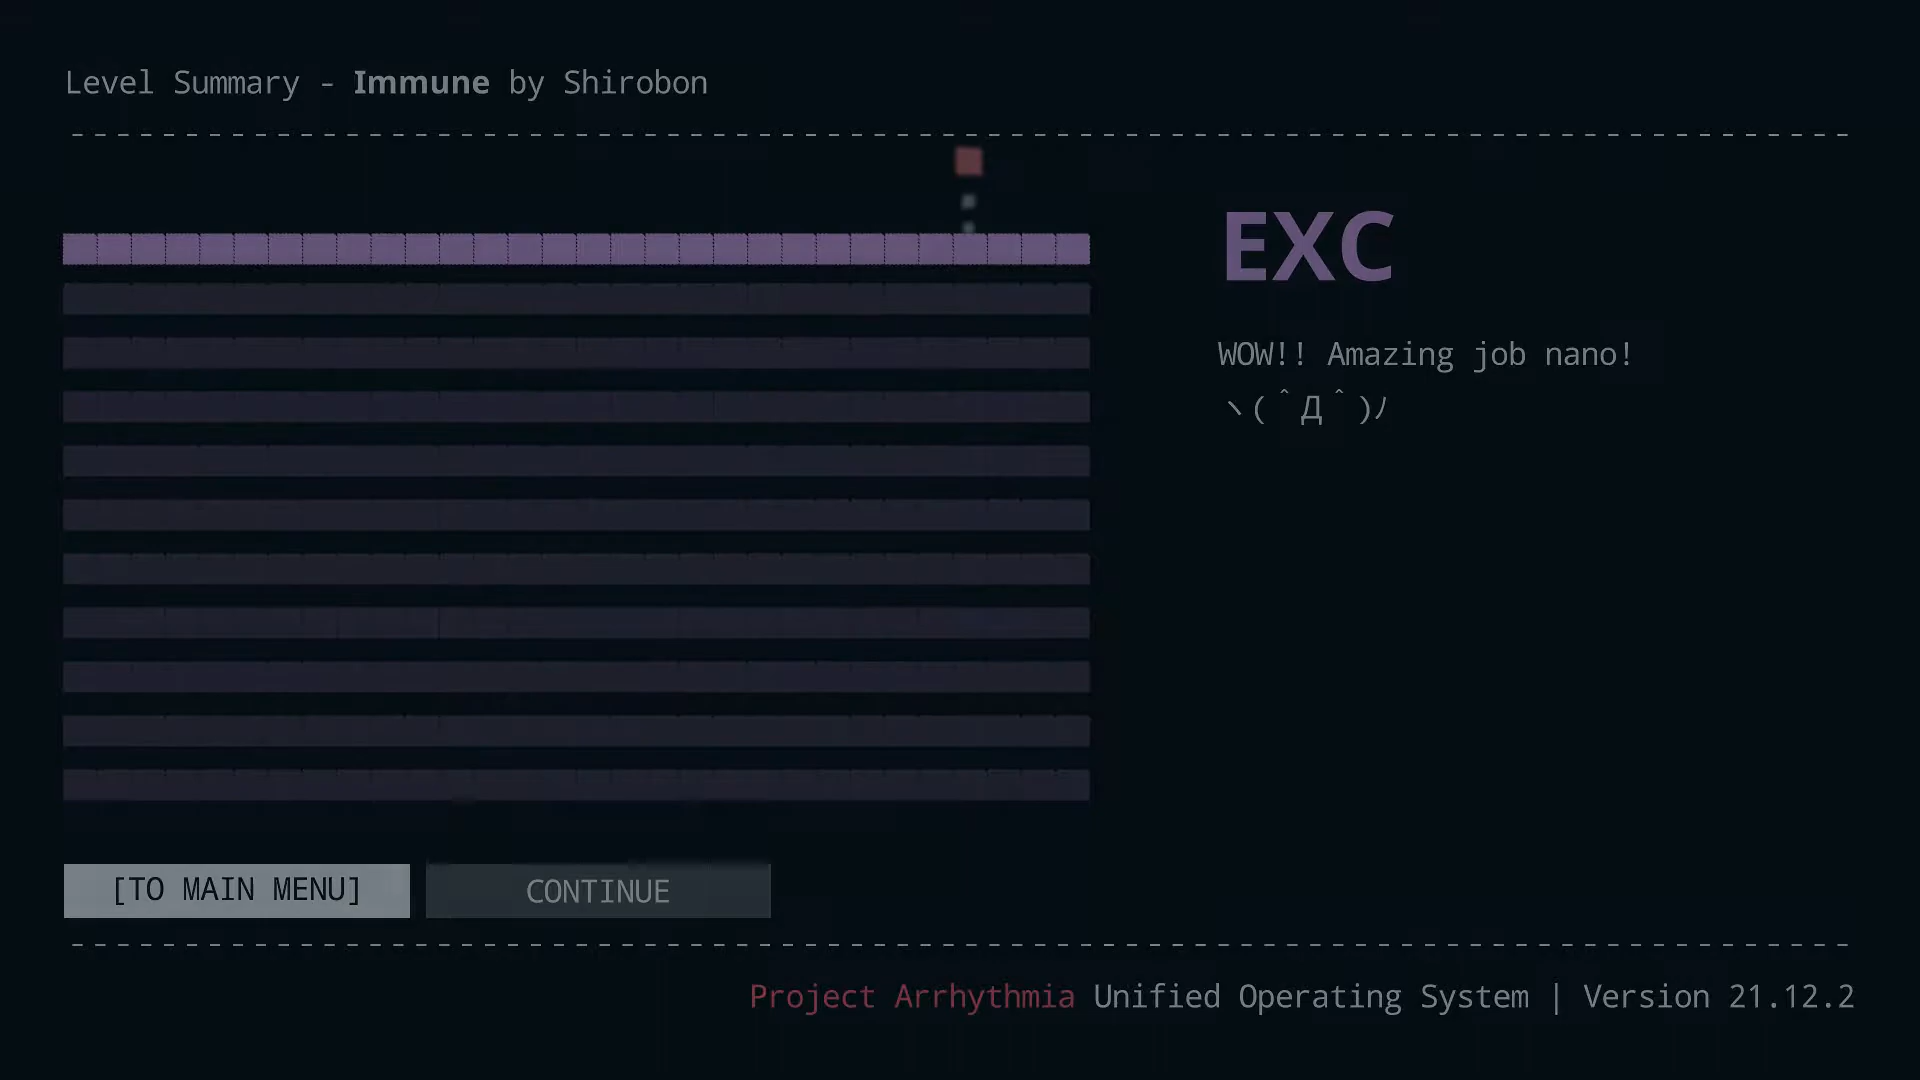 Level Summary - Immune by Shirobon
EXC
WOW!! Amazing job nano!
ヽ(＾Д＾)ﾉ
[TO MAIN MENU] CONTINUE
Project Arrhythmia Unified Operating System | Version 21.12.2